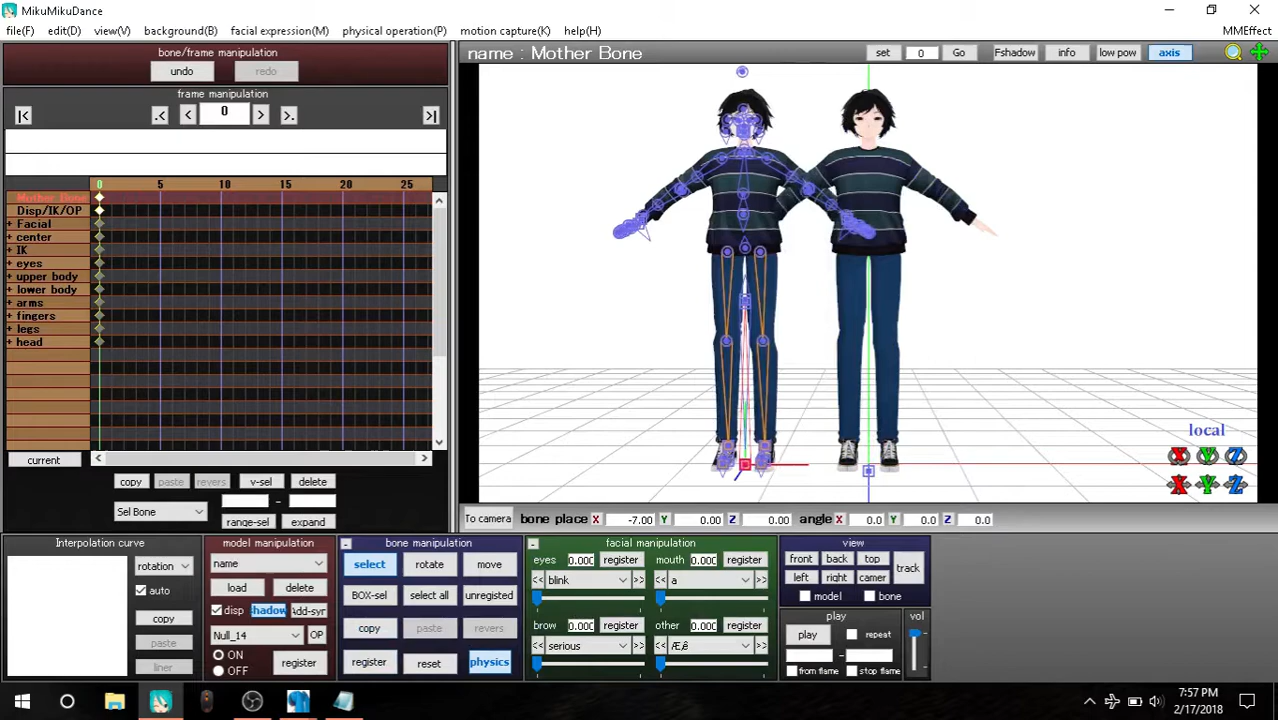 MikuMikuDance
file(F) edit(D) view(V) background(B) facial expression(M) physical operation(P) motion capture(K) help(H) MMEffect
bone/frame manipulation
undo redo
frame manipulation
|< .< < 0 > >. >|
name : Mother Bone
set 0 Go Fshadow info low pow axis
0 5 10 15 20 25
Mother Bone
Disp/IK/OP
+ Facial
+ center
+ IK
+ eyes
+ upper body
+ lower body
+ arms
+ fingers
+ legs
+ head
current
copy paste revers v-sel delete
Sel Bone -
range-sel expand
local
X Y Z
X Y Z
To camera bone place X -7.00 Y 0.00 Z 0.00 angle X 0.0 Y 0.0 Z 0.0
Interpolation curve
rotation
auto
copy
paste
liner
model manipulation
name
load delete
disp shadow Add-syn
Null_14 OP
ON
OFF
register
- bone manipulation
select rotate move
BOX-sel select all unregisted
copy paste revers
register reset physics
- facial manipulation
eyes 0.000 register mouth 0.000 register
<< blink >> << a >>
brow 0.000 register other 0.000 register
<< serious >> << Æ,ê >>
view
front back top
left right camer track
model bone
play
play repeat
-
from flame stop flame
vol
7:57 PM
2/17/2018